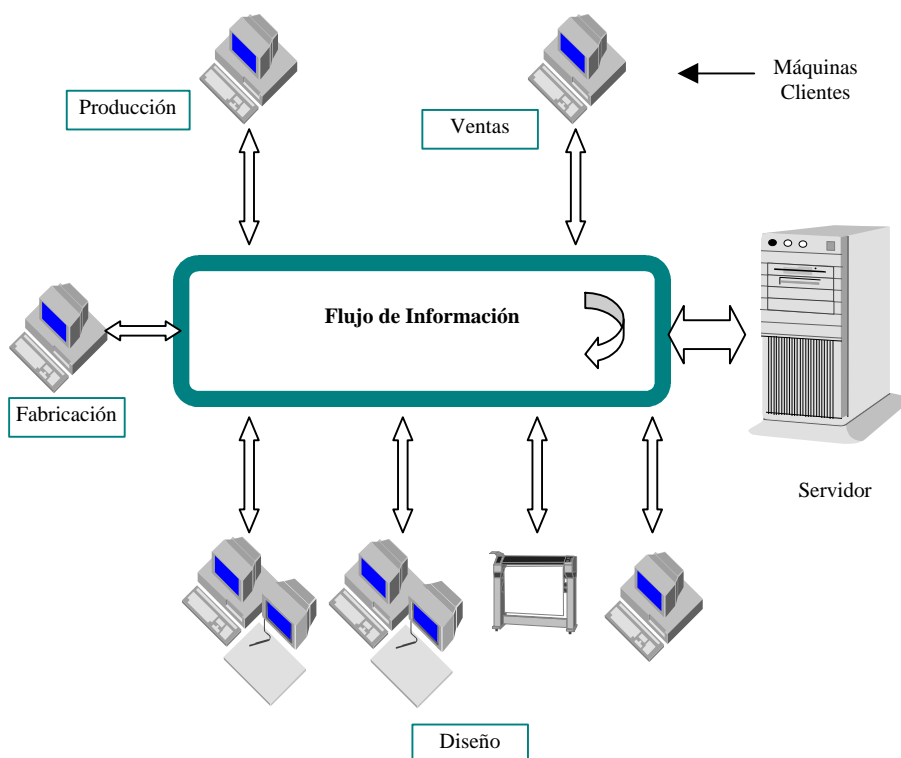 Producción
Ventas
Máquinas
Clientes
Flujo de Información
Fabricación
Servidor
Diseño